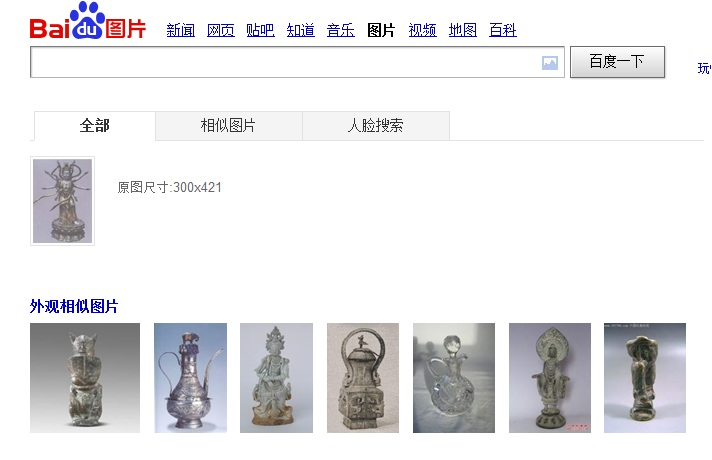 Bai du 图片
新闻 网页 贴吧 知道 音乐 图片 视频 地图 百科
百度一下
全部 相似图片 人脸搜索
原图尺寸:300x421
外观相似图片